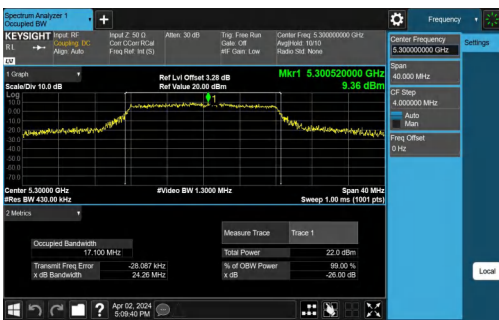 Spectrum Analyzer 1
Occupied BW
+
Frequency
KEYSIGHT Input: RF Input Z: 50 Ω Atten: 30 dB Trig: Free Run Center Freq: 5.300000000 GHz
RL Coupling: DC Corr CCorr RCal Gate: Off Avg|Hold: 10/10
Align: Auto Freq Ref: Int (S) #IF Gain: Low Radio Std: None
LV
Center Frequency
5.300000000 GHz
Settings
Span
40.000 MHz
CF Step
4.000000 MHz
Auto
Man
Freq Offset
0 Hz
Local
1 Graph
Ref Lvl Offset 3.28 dB Mkr1 5.300520000 GHz
Scale/Div 10.0 dB Ref Value 20.00 dBm 9.36 dBm
Log
10.0
0.00
-10.0
-20.0
-30.0
-40.0
-50.0
-60.0
-70.0
1
Center 5.30000 GHz #Video BW 1.3000 MHz Span 40 MHz
#Res BW 430.00 kHz Sweep 1.00 ms (1001 pts)
2 Metrics
Measure Trace Trace 1
Occupied Bandwidth
17.100 MHz Total Power 22.0 dBm
Transmit Freq Error -28.087 kHz % of OBW Power 99.00 %
x dB Bandwidth 24.26 MHz x dB -26.00 dB
? Apr 02, 2024
5:09:40 PM